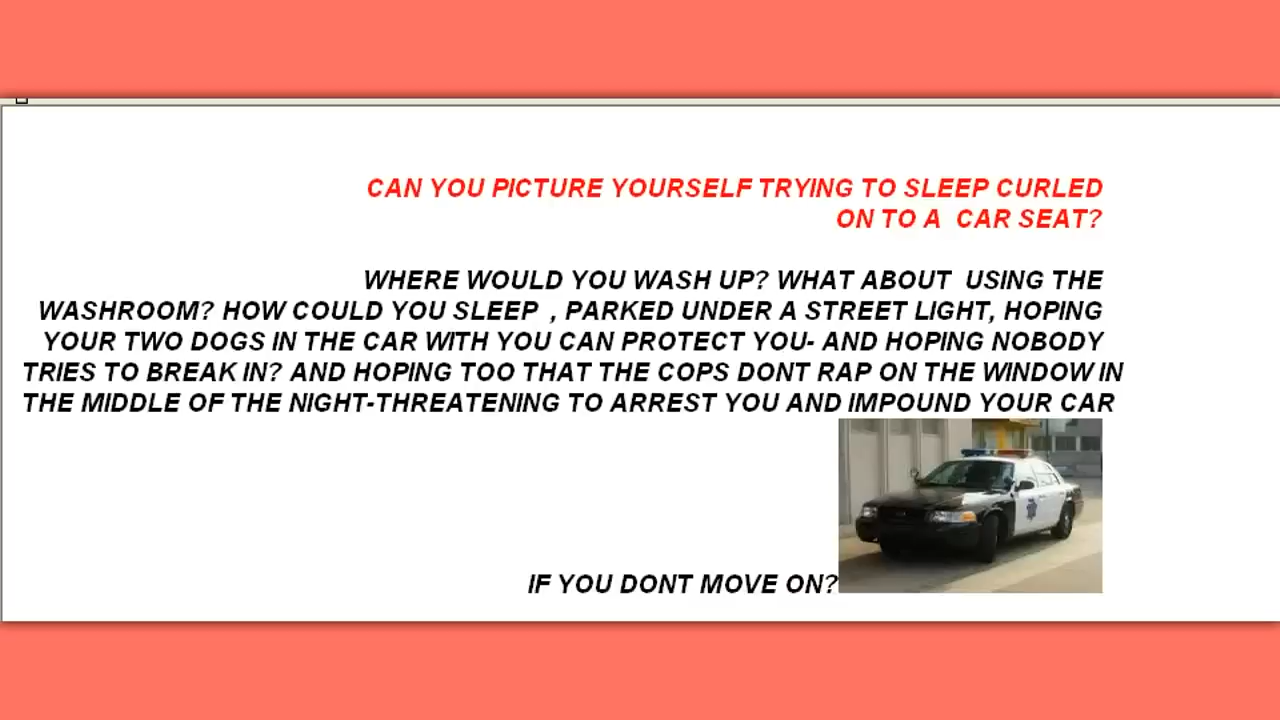 CAN YOU PICTURE YOURSELF TRYING TO SLEEP CURLED
ON TO A  CAR SEAT?
WHERE WOULD YOU WASH UP? WHAT ABOUT  USING THE
WASHROOM? HOW COULD YOU SLEEP  , PARKED UNDER A STREET LIGHT, HOPING
YOUR TWO DOGS IN THE CAR WITH YOU CAN PROTECT YOU- AND HOPING NOBODY
TRIES TO BREAK IN? AND HOPING TOO THAT THE COPS DONT RAP ON THE WINDOW IN
THE MIDDLE OF THE NIGHT-THREATENING TO ARREST YOU AND IMPOUND YOUR CAR
IF YOU DONT MOVE ON?